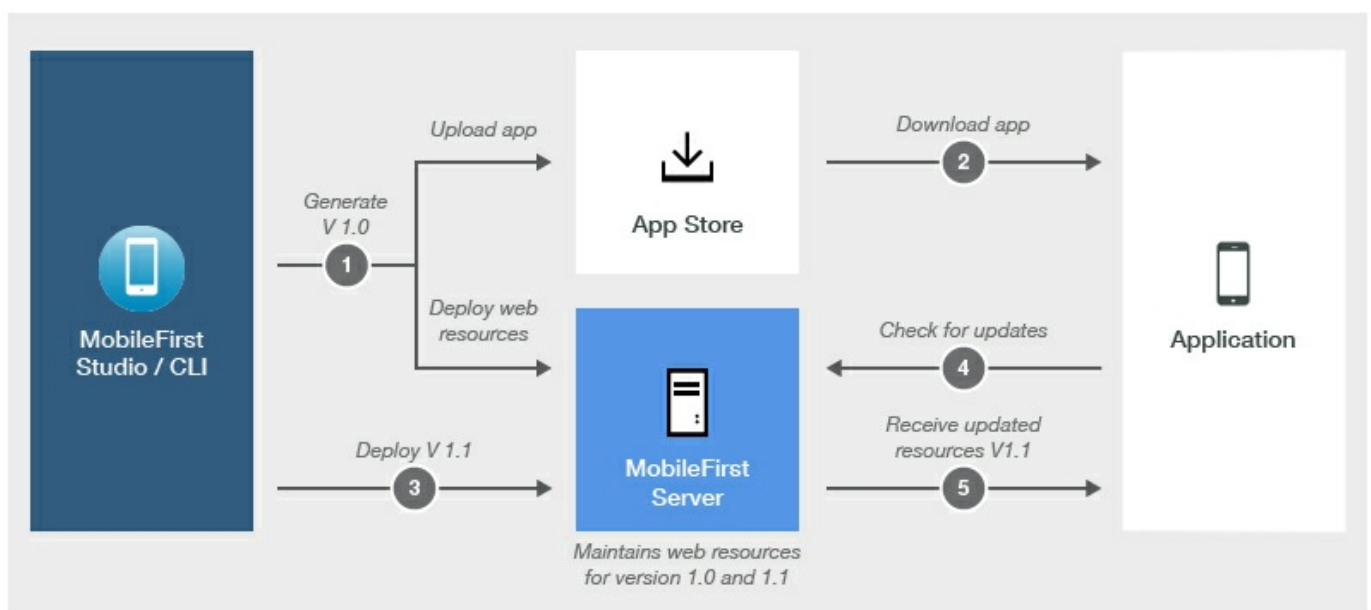 Upload app
Download app
2
Generate
V 1.0
1
App Store
Deploy web
resources
MobileFirst
Studio / CLI
Check for updates
4
Application
Receive updated
resources V1.1
5
Deploy V 1.1
3
MobileFirst
Server
Maintains web resources
for version 1.0 and 1.1